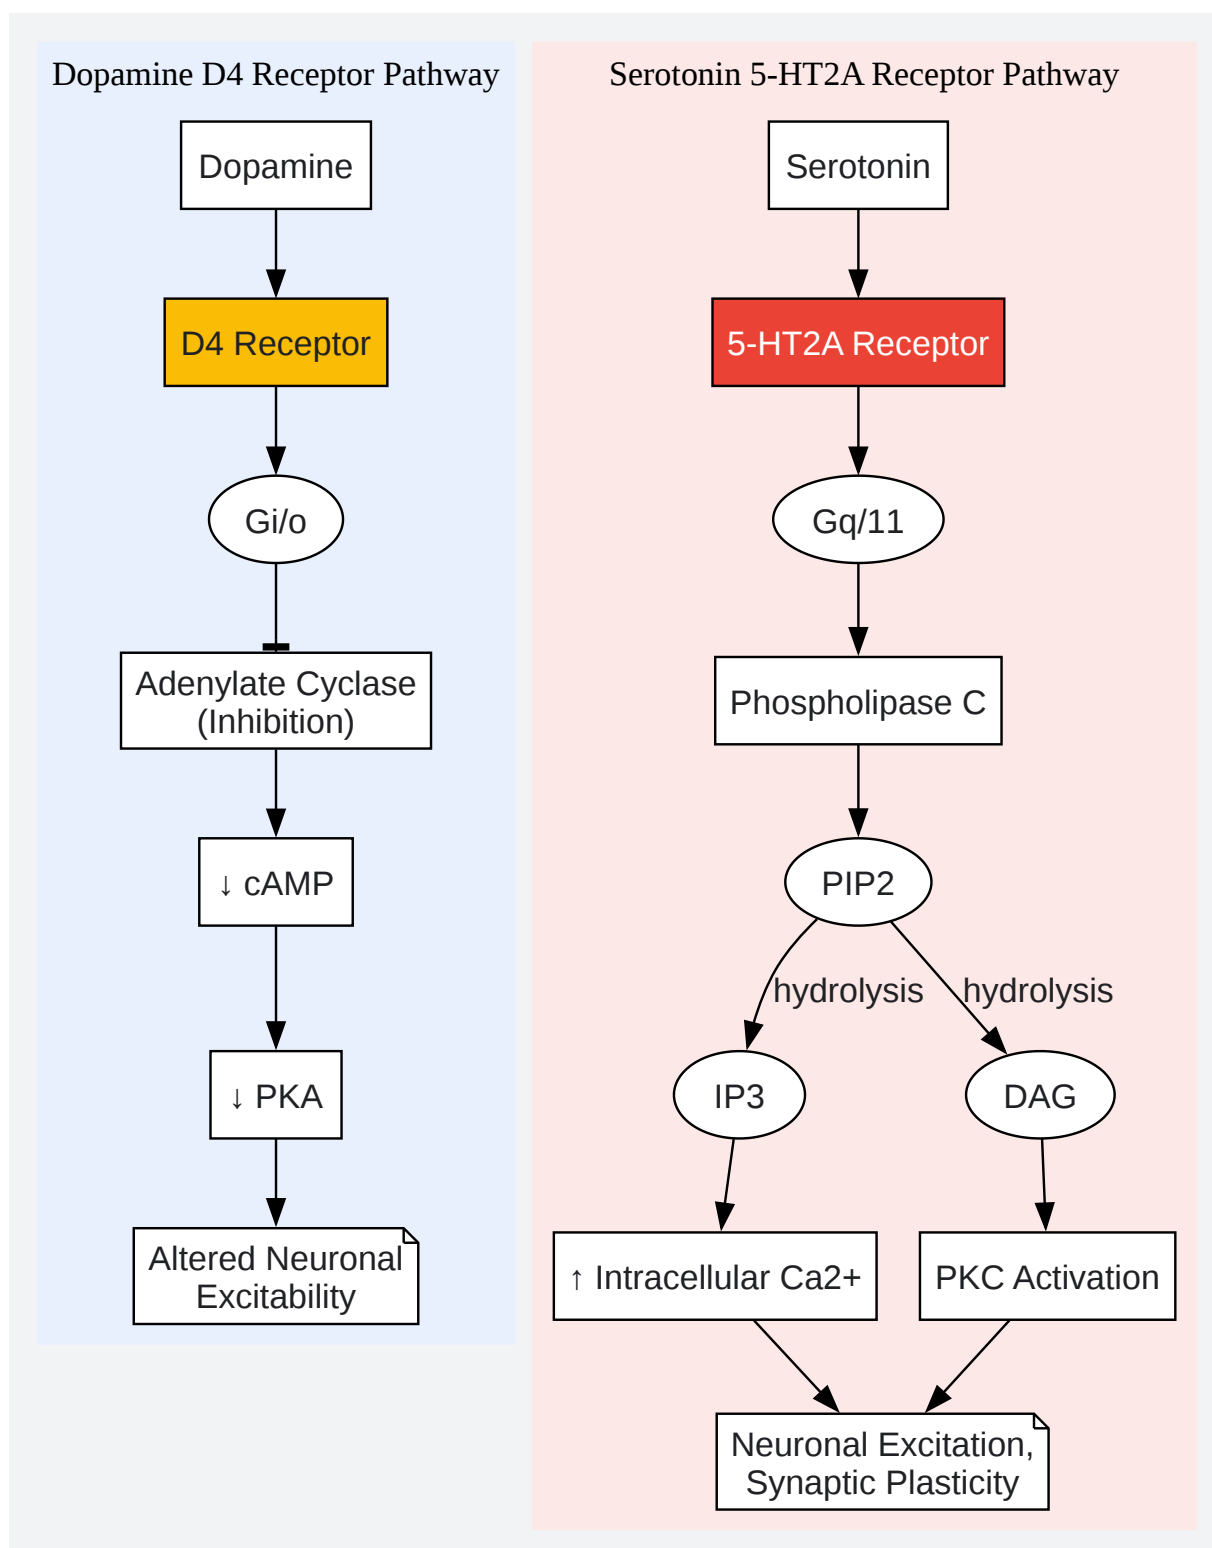 Dopamine D4 Receptor Pathway
Dopamine
D4 Receptor
Gi/o
Adenylate Cyclase
(Inhibition)
↓ cAMP
↓ PKA
Altered Neuronal
Excitability
Serotonin 5-HT2A Receptor Pathway
Serotonin
5-HT2A Receptor
Gq/11
Phospholipase C
PIP2
hydrolysis
hydrolysis
IP3
DAG
↑ Intracellular Ca2+
PKC Activation
Neuronal Excitation,
Synaptic Plasticity